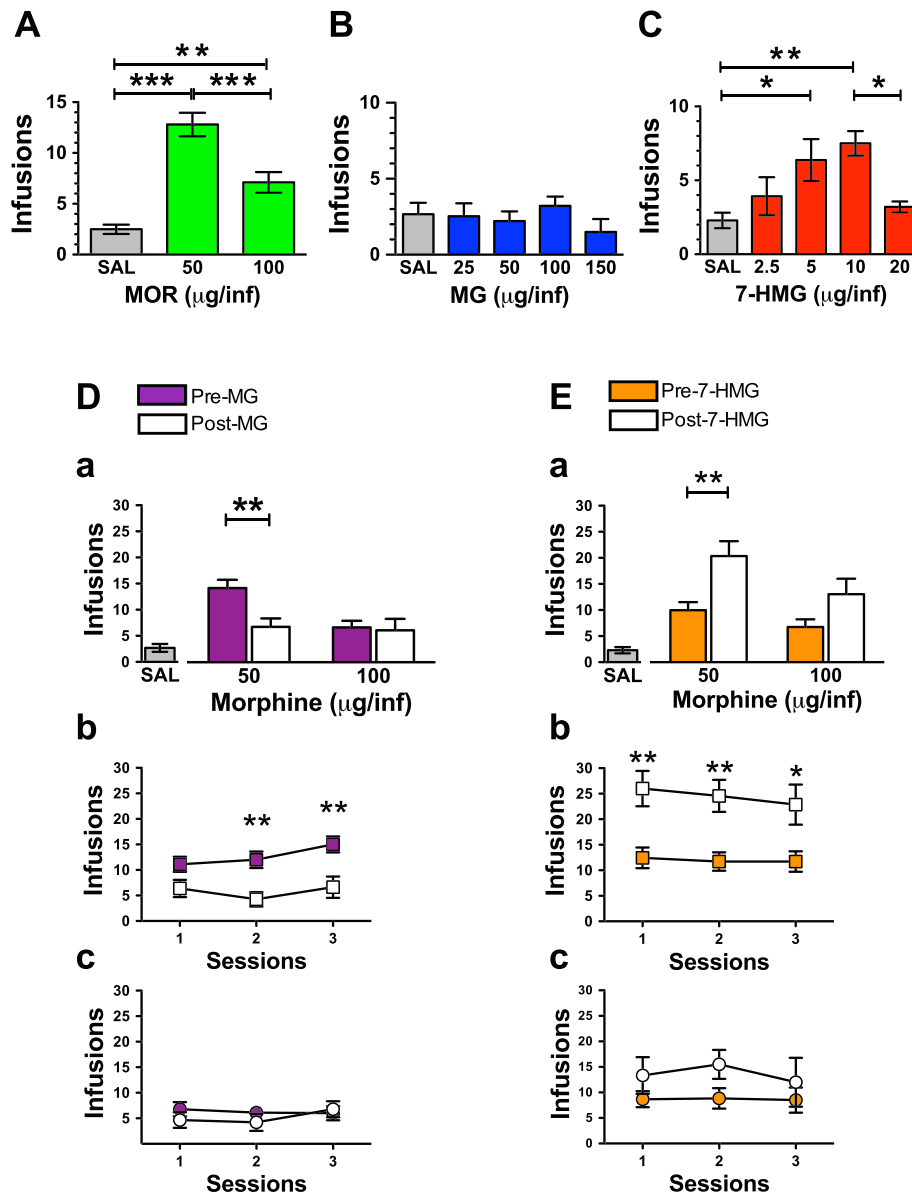 A
B
C
**
***
***
**
*
*
Infusions
15
10
5
0
SAL
50
100
MOR (μg/inf)
Infusions
10
5
0
SAL
25
50
100
150
MG (μg/inf)
Infusions
10
5
0
SAL
2.5
5
10
20
7-HMG (μg/inf)
D
Pre-MG
Post-MG
E
Pre-7-HMG
Post-7-HMG
a
**
Infusions
30
25
20
15
10
5
0
SAL
50
100
Morphine (μg/inf)
a
**
Infusions
30
25
20
15
10
5
0
SAL
50
100
Morphine (μg/inf)
b
Infusions
30
25
20
15
10
5
0
**
**
1
2
3
Sessions
b
Infusions
30
25
20
15
10
5
0
**
**
*
1
2
3
Sessions
c
Infusions
30
25
20
15
10
5
1
2
3
Sessions
c
Infusions
30
25
20
15
10
5
0
1
2
3
Sessions